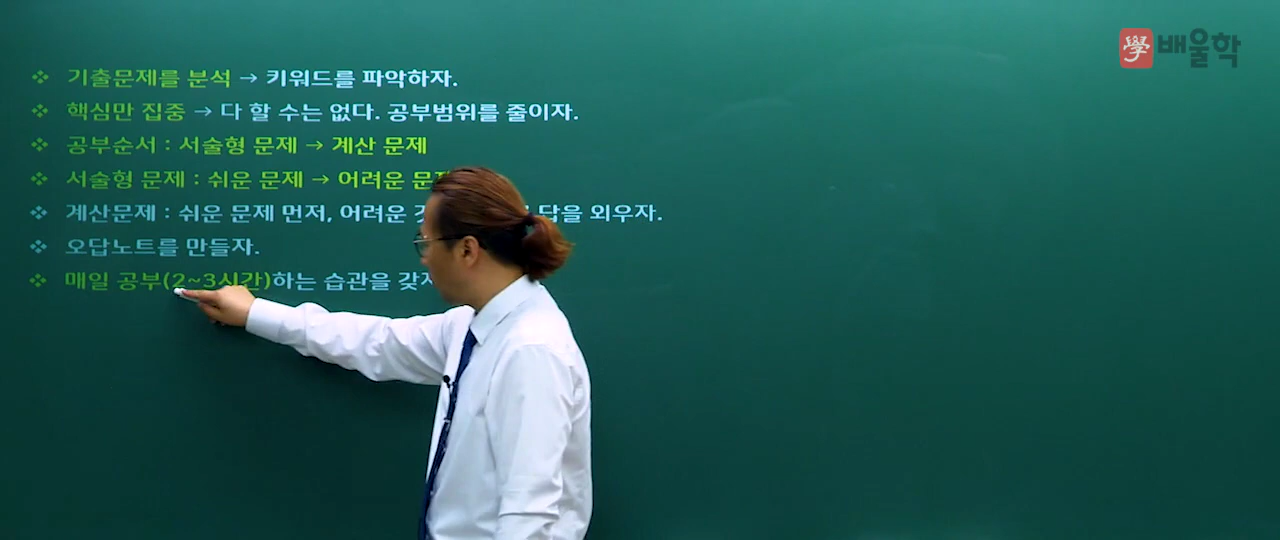 學 배울학
기출문제를 분석 → 키워드를 파악하자.
핵심만 집중 → 다 할 수는 없다. 공부범위를 줄이자.
공부순서 : 서술형 문제 → 계산 문제
서술형 문제 : 쉬운 문제 → 어려운
계산문제 : 쉬운 문제 먼저, 어려운 답을 외우자.
오답노트를 만들자.
매일 공부(2~3시간)하는 습관을